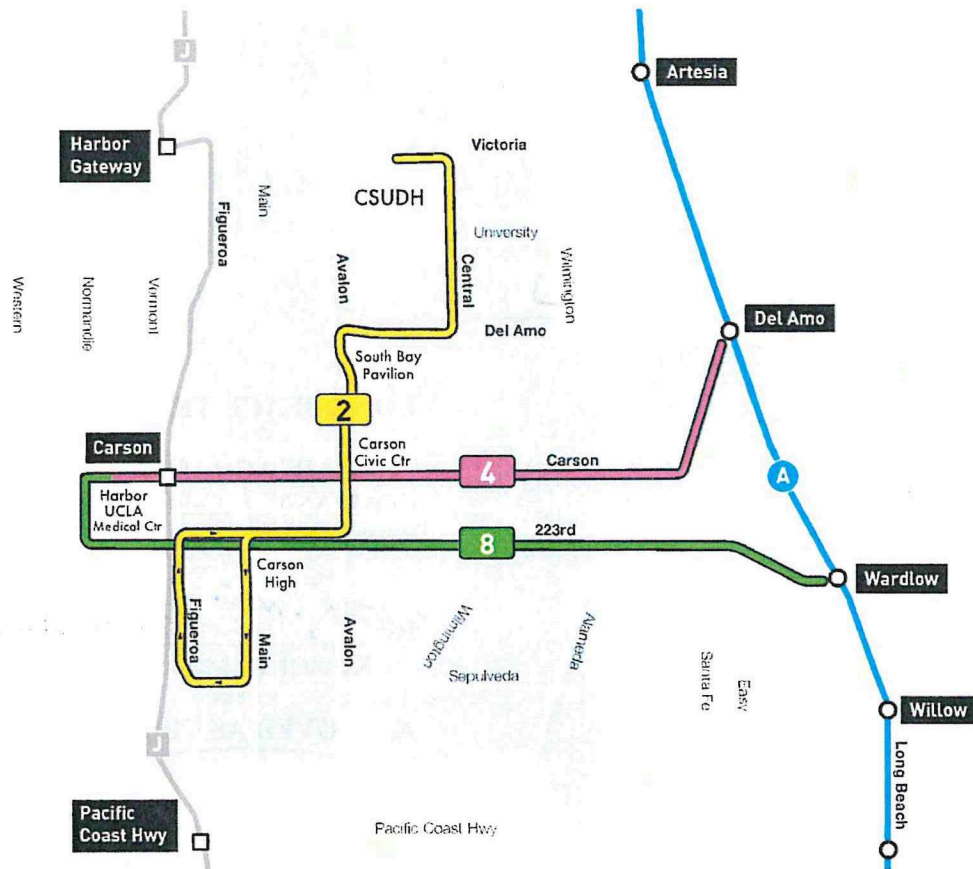 J
Artesia
Harbor
Gateway
Victoria
Main
CSUDH
Figueroa
University
Wilmington
Avalon
Central
Western
Normandie
Vermont
Del Amo
Del Amo
South Bay
Pavilion
2
Carson
Civic Ctr
Carson
4
Carson
A
Harbor
UCLA
Medical Ctr
8
223rd
Carson
High
Wardlow
Figueroa
Main
Avalon
Wilmington
Alameda
Sepulveda
Santa Fe
Easy
Willow
J
Long Beach
Pacific
Coast Hwy
Pacific Coast Hwy